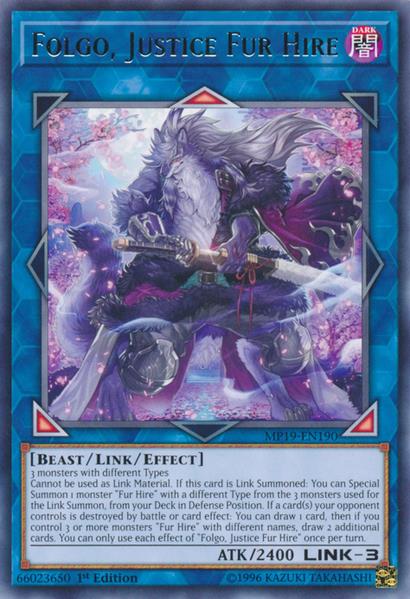 Folgo, Justice Fur Hire
DARK
闇
MP19-EN190
[Beast/Link/Effect]
3 monsters with different Types
Cannot be used as Link Material. If this card is Link Summoned: You can Special
Summon 1 monster "Fur Hire" with a different Type from the 3 monsters used for
the Link Summon, from your Deck in Defense Position. If a card(s) your opponent
controls is destroyed by battle or card effect: You can draw 1 card, then if you
control 3 or more monsters "Fur Hire" with different names, draw 2 additional
cards. You can only use each effect of "Folgo, Justice Fur Hire" once per turn.
ATK/2400 LINK-3
66023650 1st Edition ©1996 KAZUKI TAKAHASHI